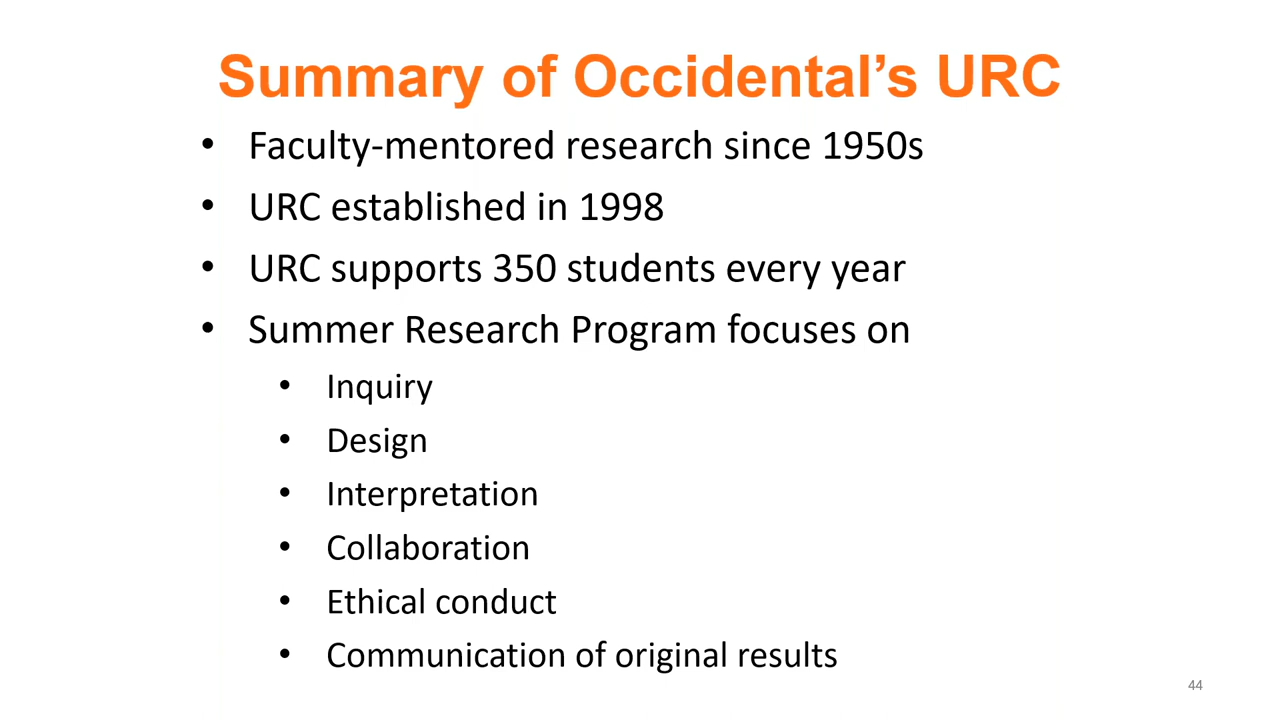 Summary of Occidental’s URC
• Faculty-mentored research since 1950s
• URC established in 1998
• URC supports 350 students every year
• Summer Research Program focuses on
• Inquiry
• Design
• Interpretation
• Collaboration
• Ethical conduct
• Communication of original results
44